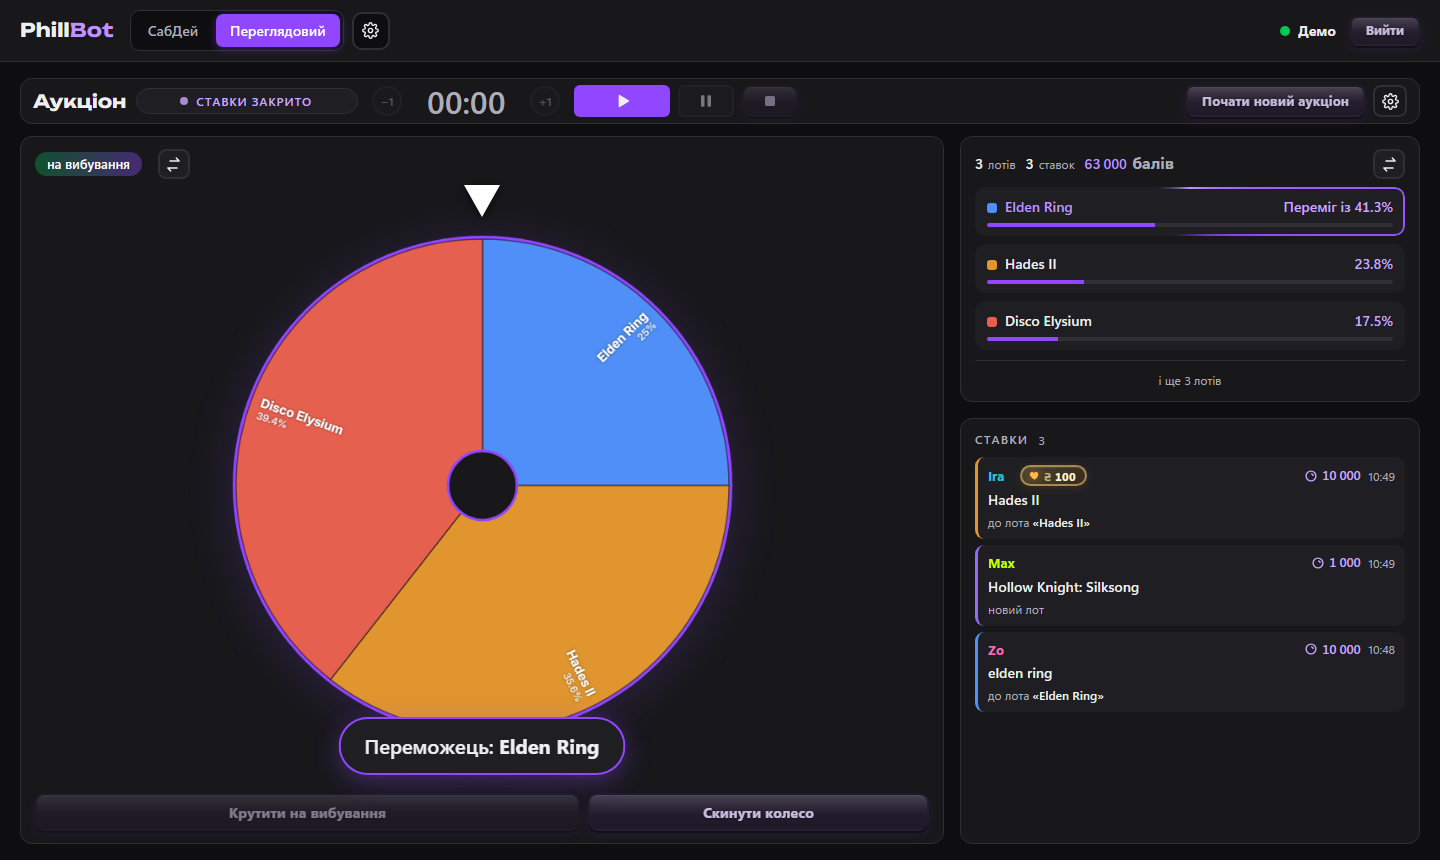 PhillBot
СабДей
Переглядовий
Демо
Вийти
Аукціон
СТАВКИ ЗАКРИТО
−1
00:00
+1
Почати новий аукціон
на вибування
Elden Ring
25%
Disco Elysium
39.4%
Hades II
35.6%
Переможець: Elden Ring
Крутити на вибування
Скинути колесо
3 лотів 3 ставок 63 000 балів
Elden Ring Переміг із 41.3%
Hades II 23.8%
Disco Elysium 17.5%
і ще 3 лотів
СТАВКИ 3
Ira ₴ 100 10 000 10:49
Hades II
до лота «Hades II»
Max 1 000 10:49
Hollow Knight: Silksong
новий лот
Zo 10 000 10:48
elden ring
до лота «Elden Ring»